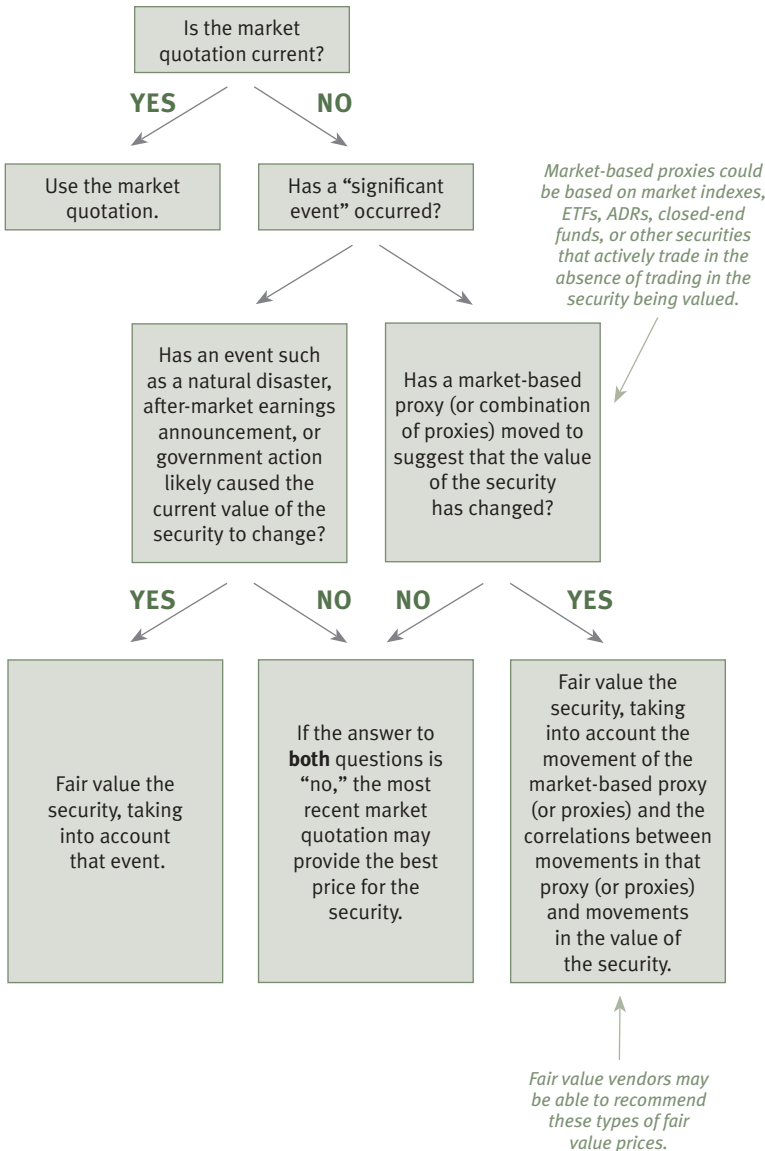 Is the market
quotation current?
YES
NO
Use the market
quotation.
Has a “significant
event” occurred?
Market-based proxies could
be based on market indexes,
ETFs, ADRs, closed-end
funds, or other securities
that actively trade in the
absence of trading in the
security being valued.
Has an event such
as a natural disaster,
after-market earnings
announcement, or
government action
likely caused the
current value of the
security to change?
Has a market-based
proxy (or combination
of proxies) moved to
suggest that the value
of the security
has changed?
YES
NO
NO
YES
Fair value the
security, taking
into account
that event.
If the answer to
both questions is
“no,” the most
recent market
quotation may
provide the best
price for the
security.
Fair value the
security, taking
into account the
movement of the
market-based proxy
(or proxies) and the
correlations between
movements in that
proxy (or proxies)
and movements
in the value of
the security.
Fair value vendors may
be able to recommend
these types of fair
value prices.